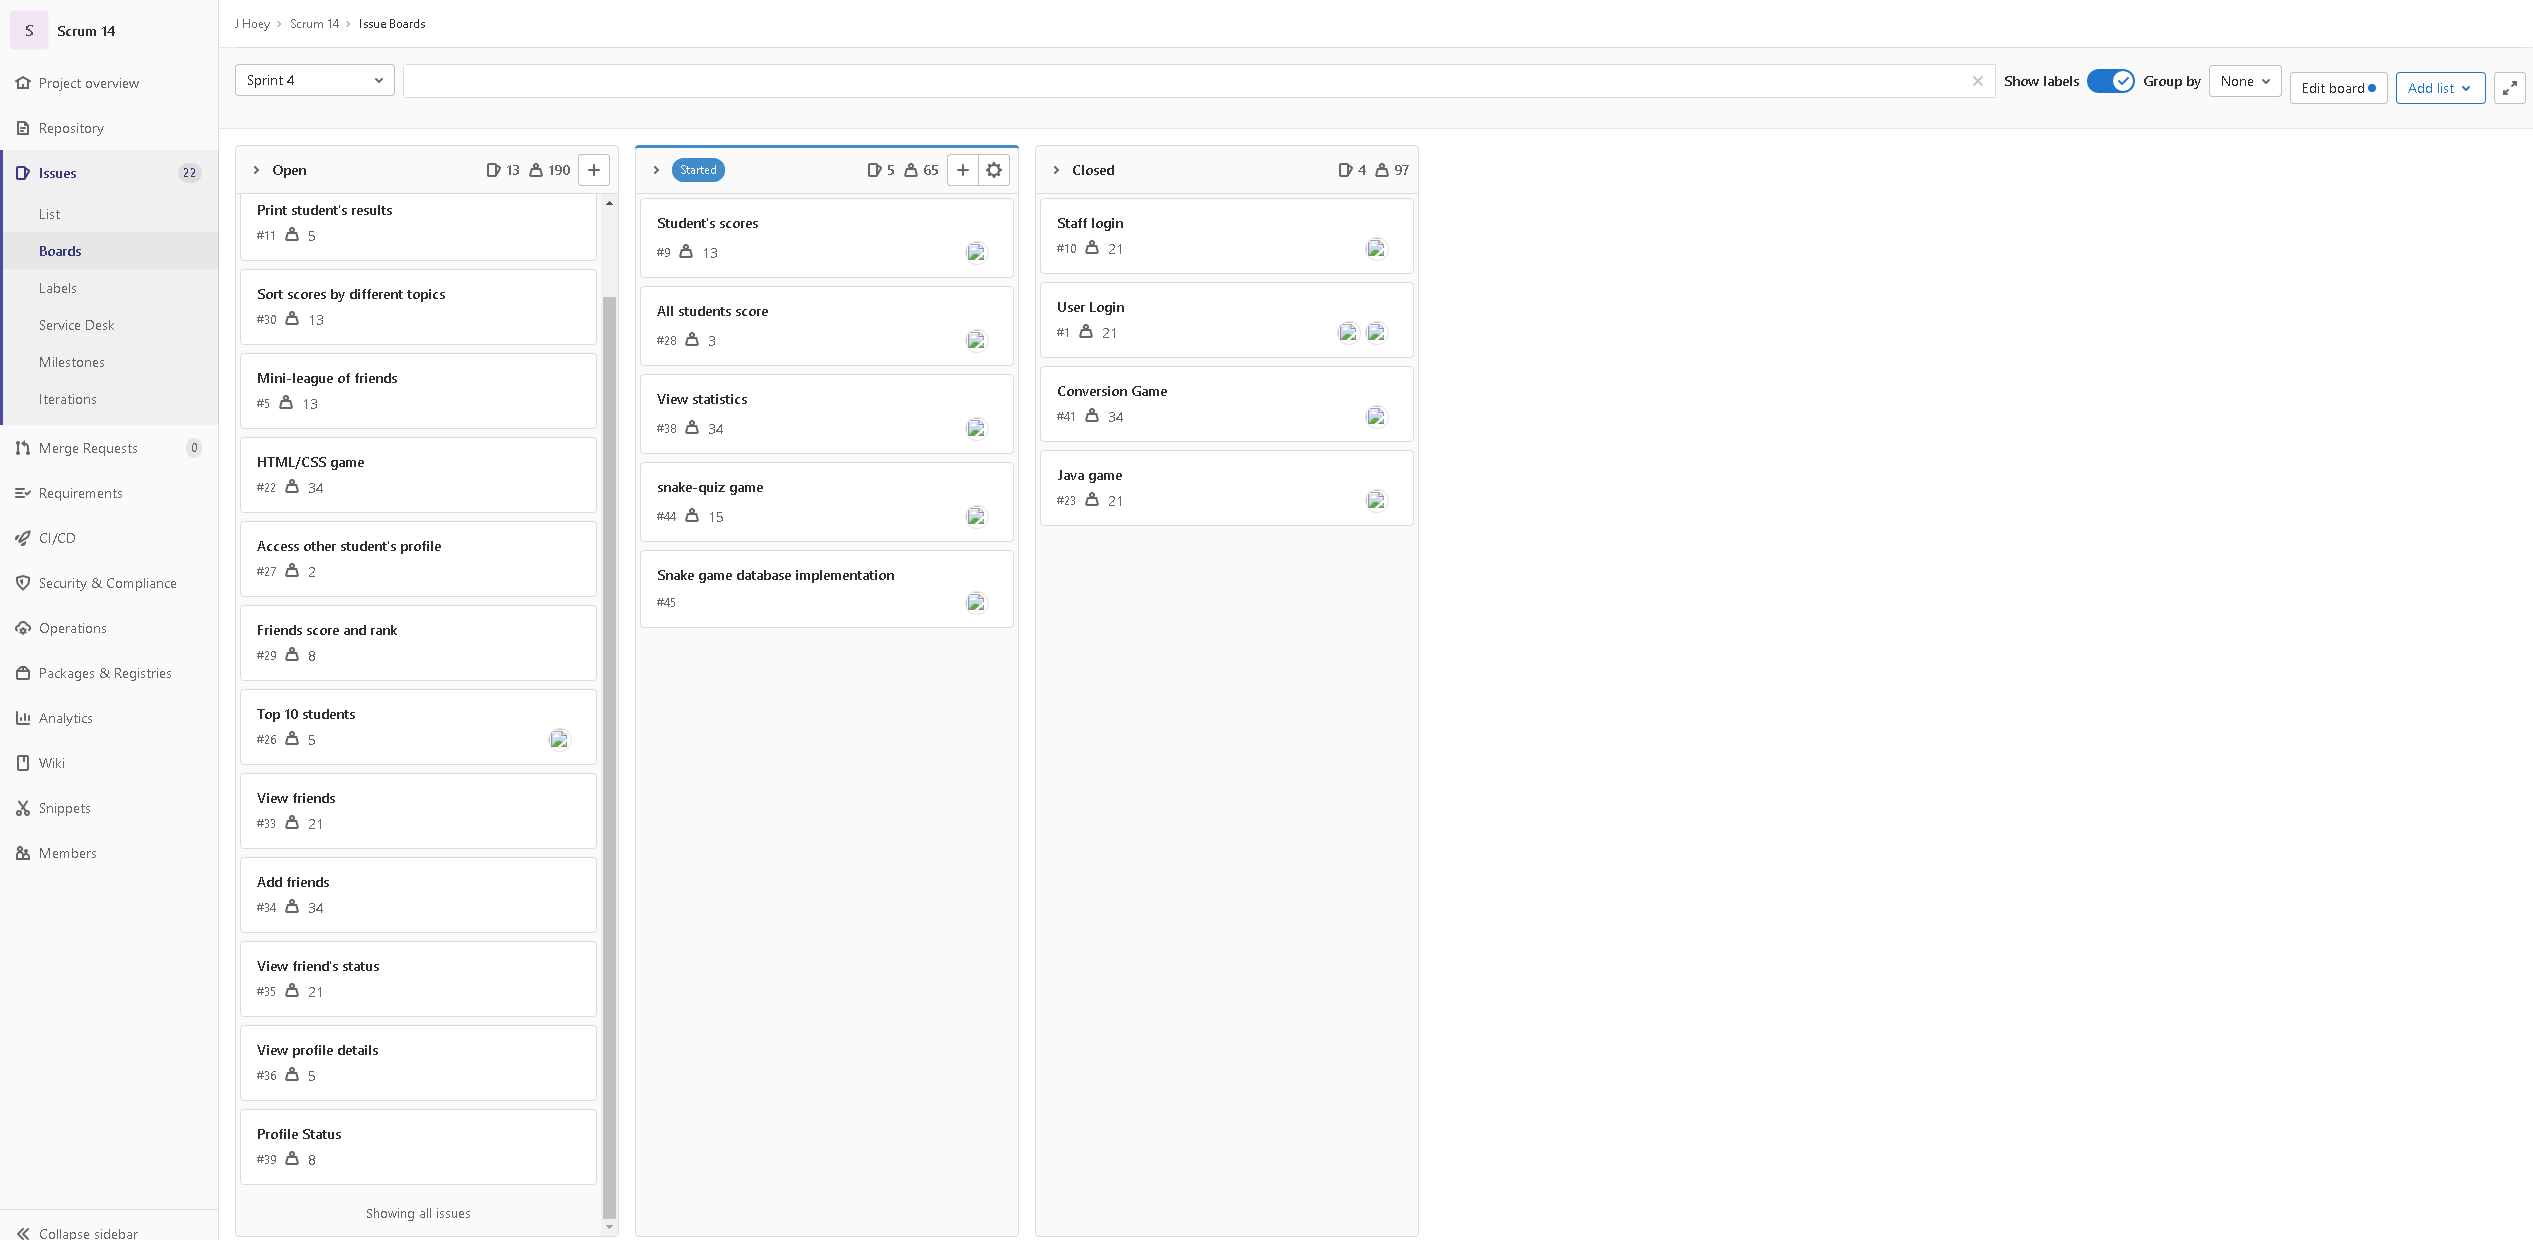 S Scrum 14
Project overview
Repository
Issues 22
List
Boards
Labels
Service Desk
Milestones
Iterations
Merge Requests 0
Requirements
CI/CD
Security & Compliance
Operations
Packages & Registries
Analytics
Wiki
Snippets
Members
Collapse sidebar
J Hoey > Scrum 14 > Issue Boards
Sprint 4
Show labels Group by None Edit board Add list
Open 13 190
Print student's results
#11 5
Sort scores by different topics
#30 13
Mini-league of friends
#5 13
HTML/CSS game
#22 34
Access other student's profile
#27 2
Friends score and rank
#29 8
Top 10 students
#26 5
View friends
#33 21
Add friends
#34 34
View friend's status
#35 21
View profile details
#36 5
Profile Status
#39 8
Showing all issues
Started 5 65
Student's scores
#9 13
All students score
#28 3
View statistics
#38 34
snake-quiz game
#44 15
Snake game database implementation
#45
Closed 4 97
Staff login
#10 21
User Login
#1 21
Conversion Game
#41 34
Java game
#23 21